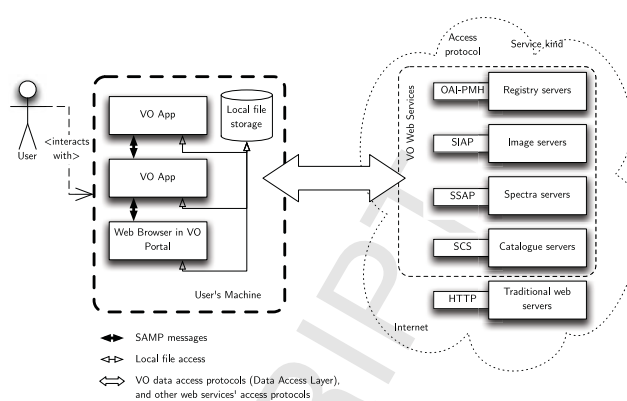 Access
protocol
Service kind
VO Web Services
OAI-PMH
Registry servers
SIAP
Image servers
SSAP
Spectra servers
SCS
Catalogue servers
HTTP
Traditional web
servers
Internet
User
<interacts
with>
VO App
Local file
storage
VO App
Web Browser in VO
Portal
User's Machine
SAMP messages
Local file access
VO data access protocols (Data Access Layer),
and other web services' access protocols